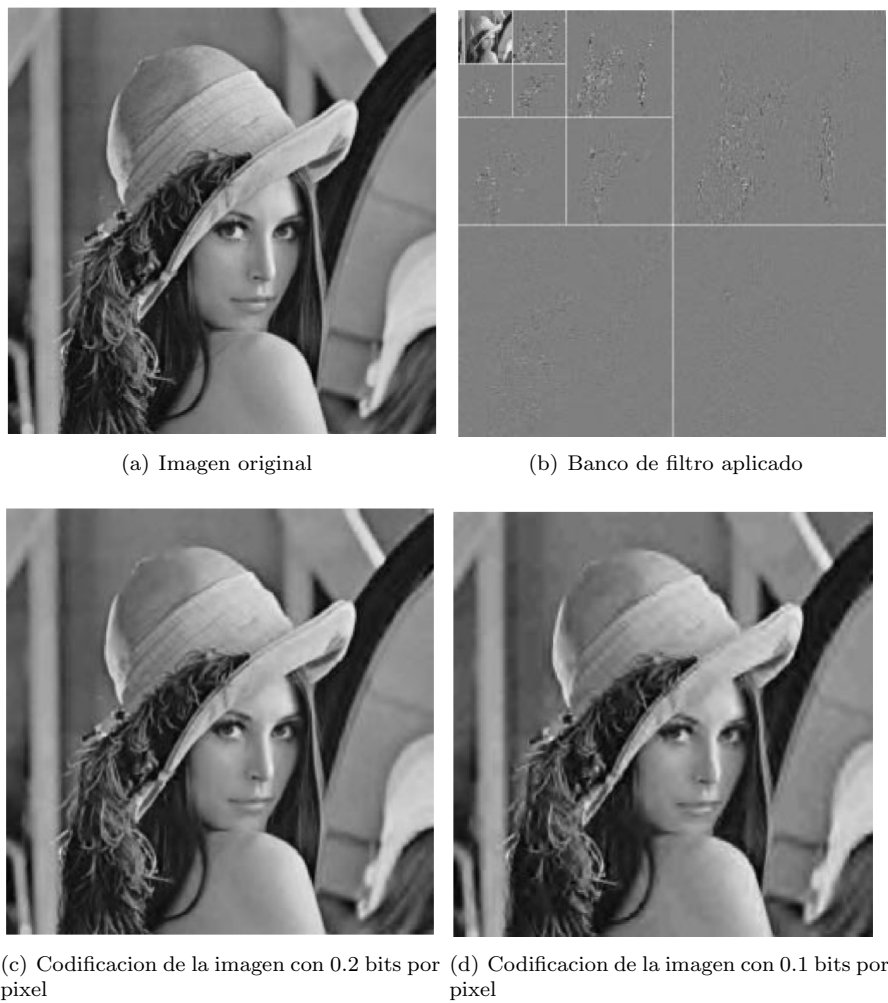 (a) Imagen original
(b) Banco de filtro aplicado
(c) Codificacion de la imagen con 0.2 bits por
pixel
(d) Codificacion de la imagen con 0.1 bits por
pixel